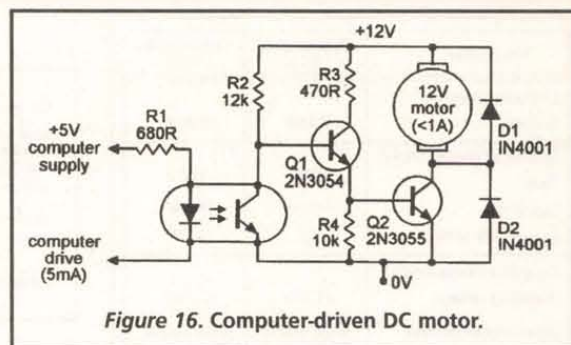 +12V
R2
12k
R3
470R
12V
motor
(<1A)
D1
IN4001
R1
680R
+5V
computer
supply
Q1
2N3054
computer
drive
(5mA)
R4
10k
Q2
2N3055
D2
IN4001
0V
Figure 16. Computer-driven DC motor.